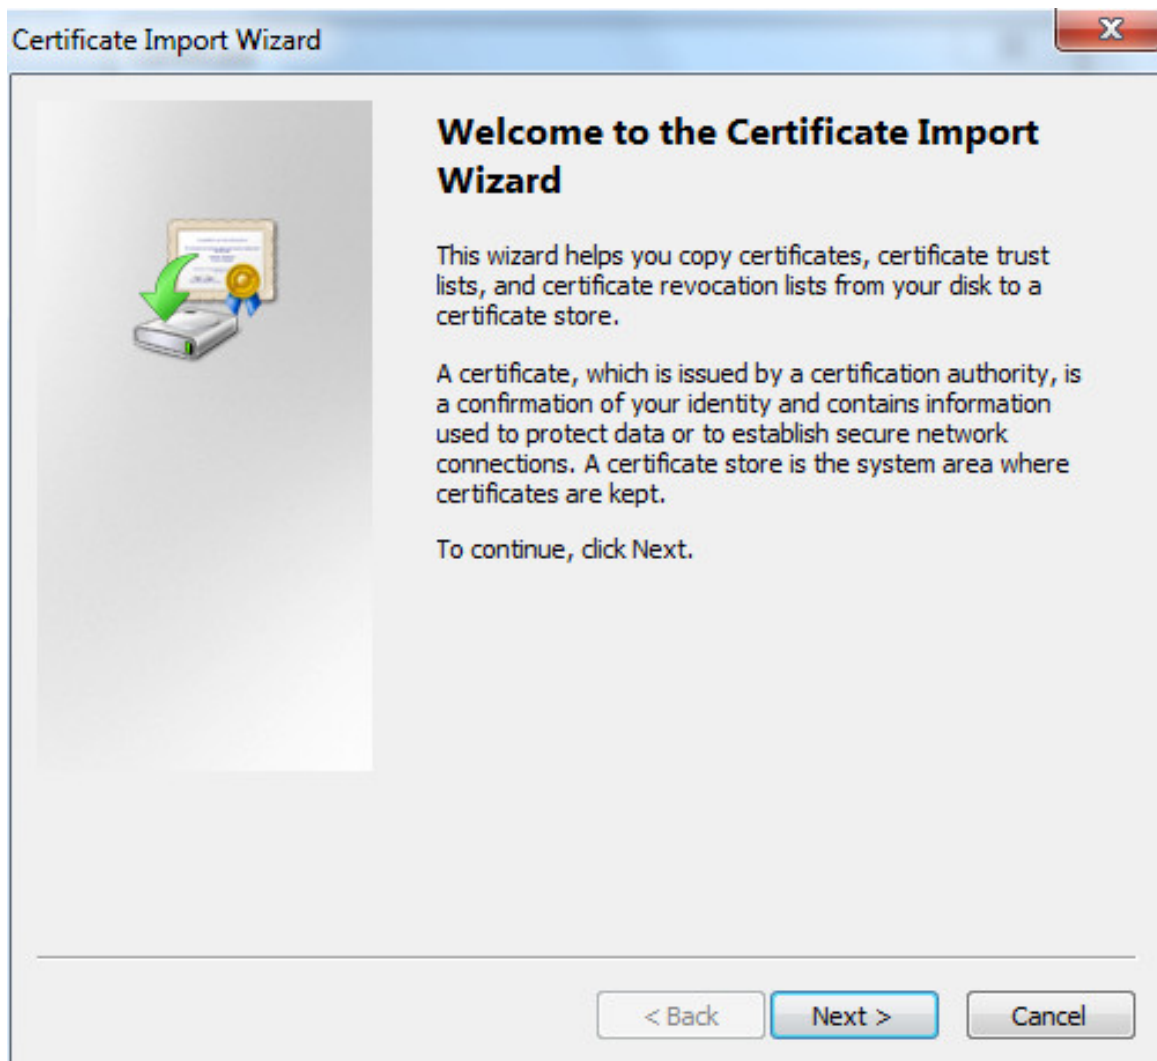 Certificate Import Wizard
Welcome to the Certificate Import
Wizard
This wizard helps you copy certificates, certificate trust
lists, and certificate revocation lists from your disk to a
certificate store.
A certificate, which is issued by a certification authority, is
a confirmation of your identity and contains information
used to protect data or to establish secure network
connections. A certificate store is the system area where
certificates are kept.
To continue, click Next.
< Back
Next >
Cancel